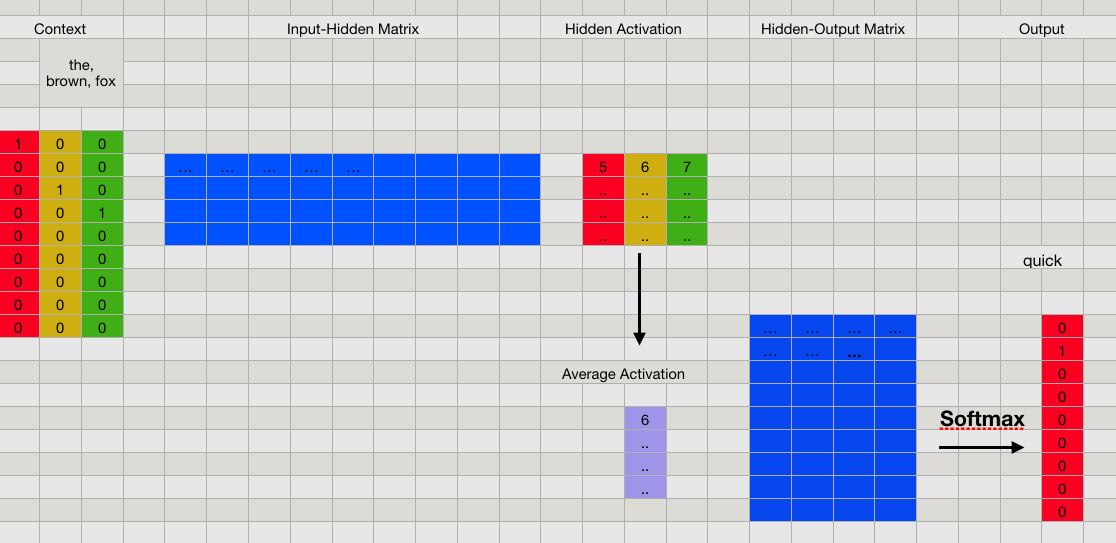 Context Input-Hidden Matrix Hidden Activation Hidden-Output Matrix Output
the,
brown, fox
1 0 0
0 0 0 ... ... ... ... ... 5 6 7
0 1 0 .. .. ..
0 0 1 .. .. ..
0 0 0 .. .. ..
0 0 0 quick
0 0 0
0 0 0
0 0 0 ... ... ... ... 0
... ... ... 1
Average Activation 0
0
6 Softmax 0
.. 0
.. 0
.. 0
0